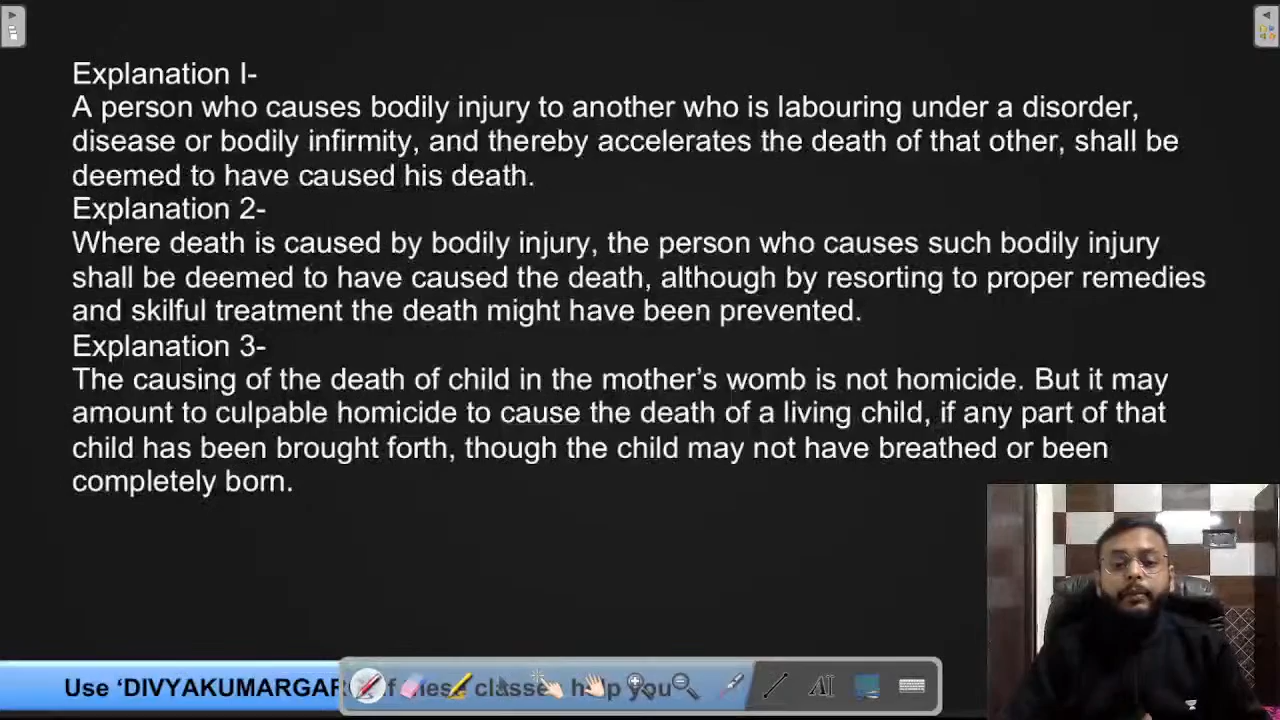 Explanation I-
A person who causes bodily injury to another who is labouring under a disorder,
disease or bodily infirmity, and thereby accelerates the death of that other, shall be
deemed to have caused his death.
Explanation 2-
Where death is caused by bodily injury, the person who causes such bodily injury
shall be deemed to have caused the death, although by resorting to proper remedies
and skilful treatment the death might have been prevented.
Explanation 3-
The causing of the death of child in the mother’s womb is not homicide. But it may
amount to culpable homicide to cause the death of a living child, if any part of that
child has been brought forth, though the child may not have breathed or been
completely born.
Use ‘DIVYAKUMARGAR if these classes help you
AI